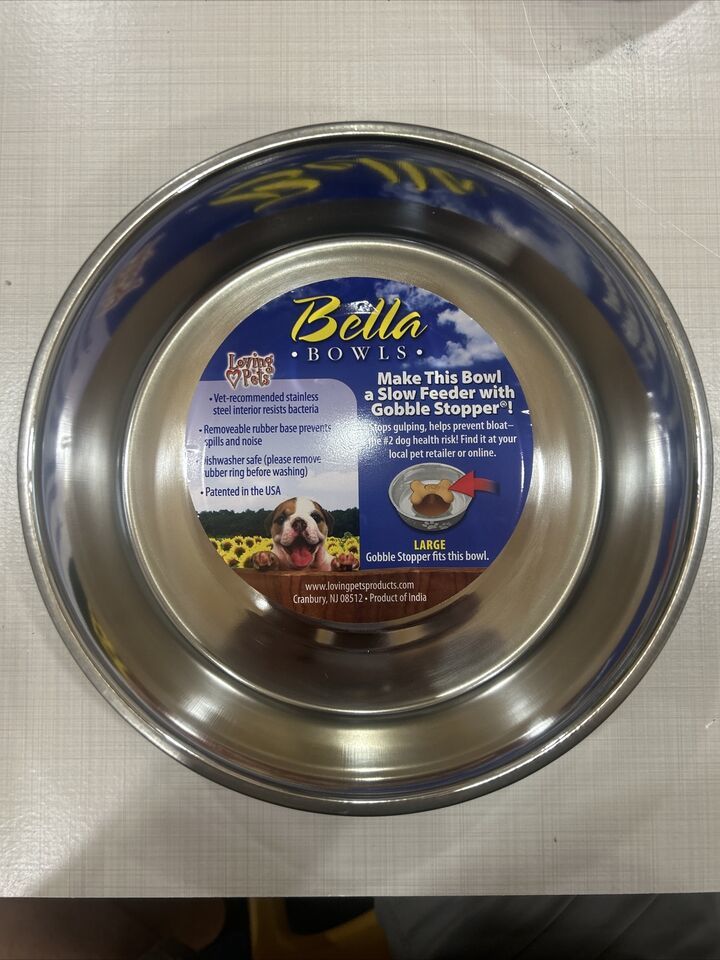 Bella
• BOWLS •
Loving
Pets
• Vet-recommended stainless
steel interior resists bacteria
• Removeable rubber base prevents
spills and noise
Dishwasher safe (please remove
rubber ring before washing)
• Patented in the USA
Make This Bowl
a Slow Feeder with
Gobble Stopper®!
Stops gulping, helps prevent bloat–
the #2 dog health risk! Find it at your
local pet retailer or online.
LARGE
Gobble Stopper fits this bowl.
www.lovingpetsproducts.com
Cranbury, NJ 08512 • Product of India